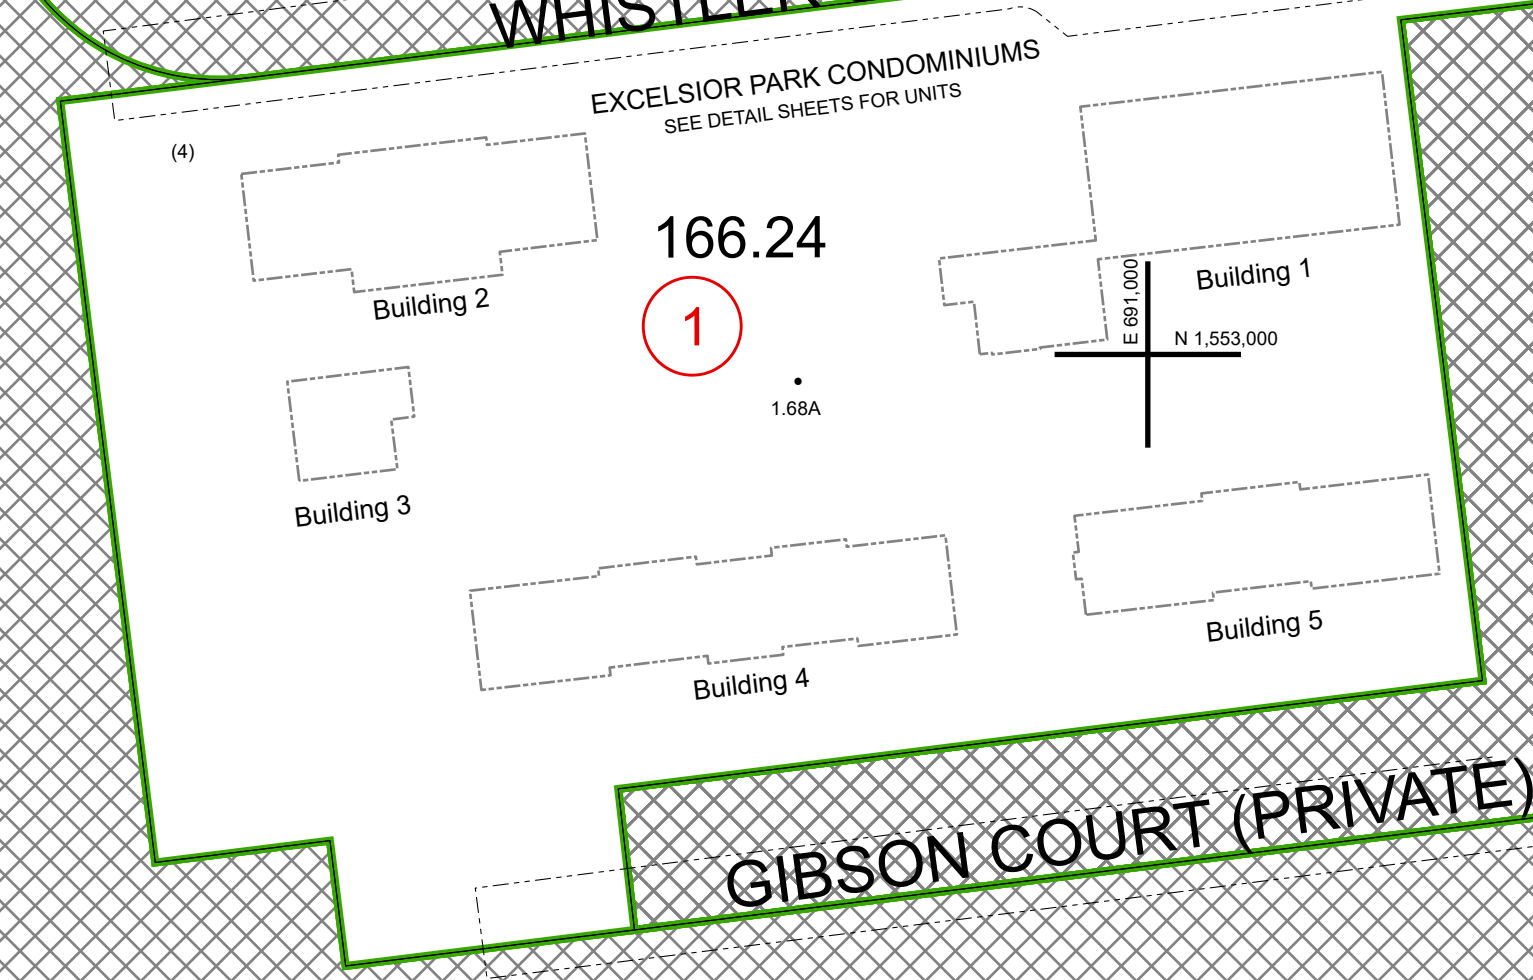 EXCELSIOR PARK CONDOMINIUMS
SEE DETAIL SHEETS FOR UNITS
(4)
166.24
1
Building 2
Building 1
E 691,000
N 1,553,000
1.68A
Building 3
Building 4
Building 5
GIBSON COURT (PRIVATE)